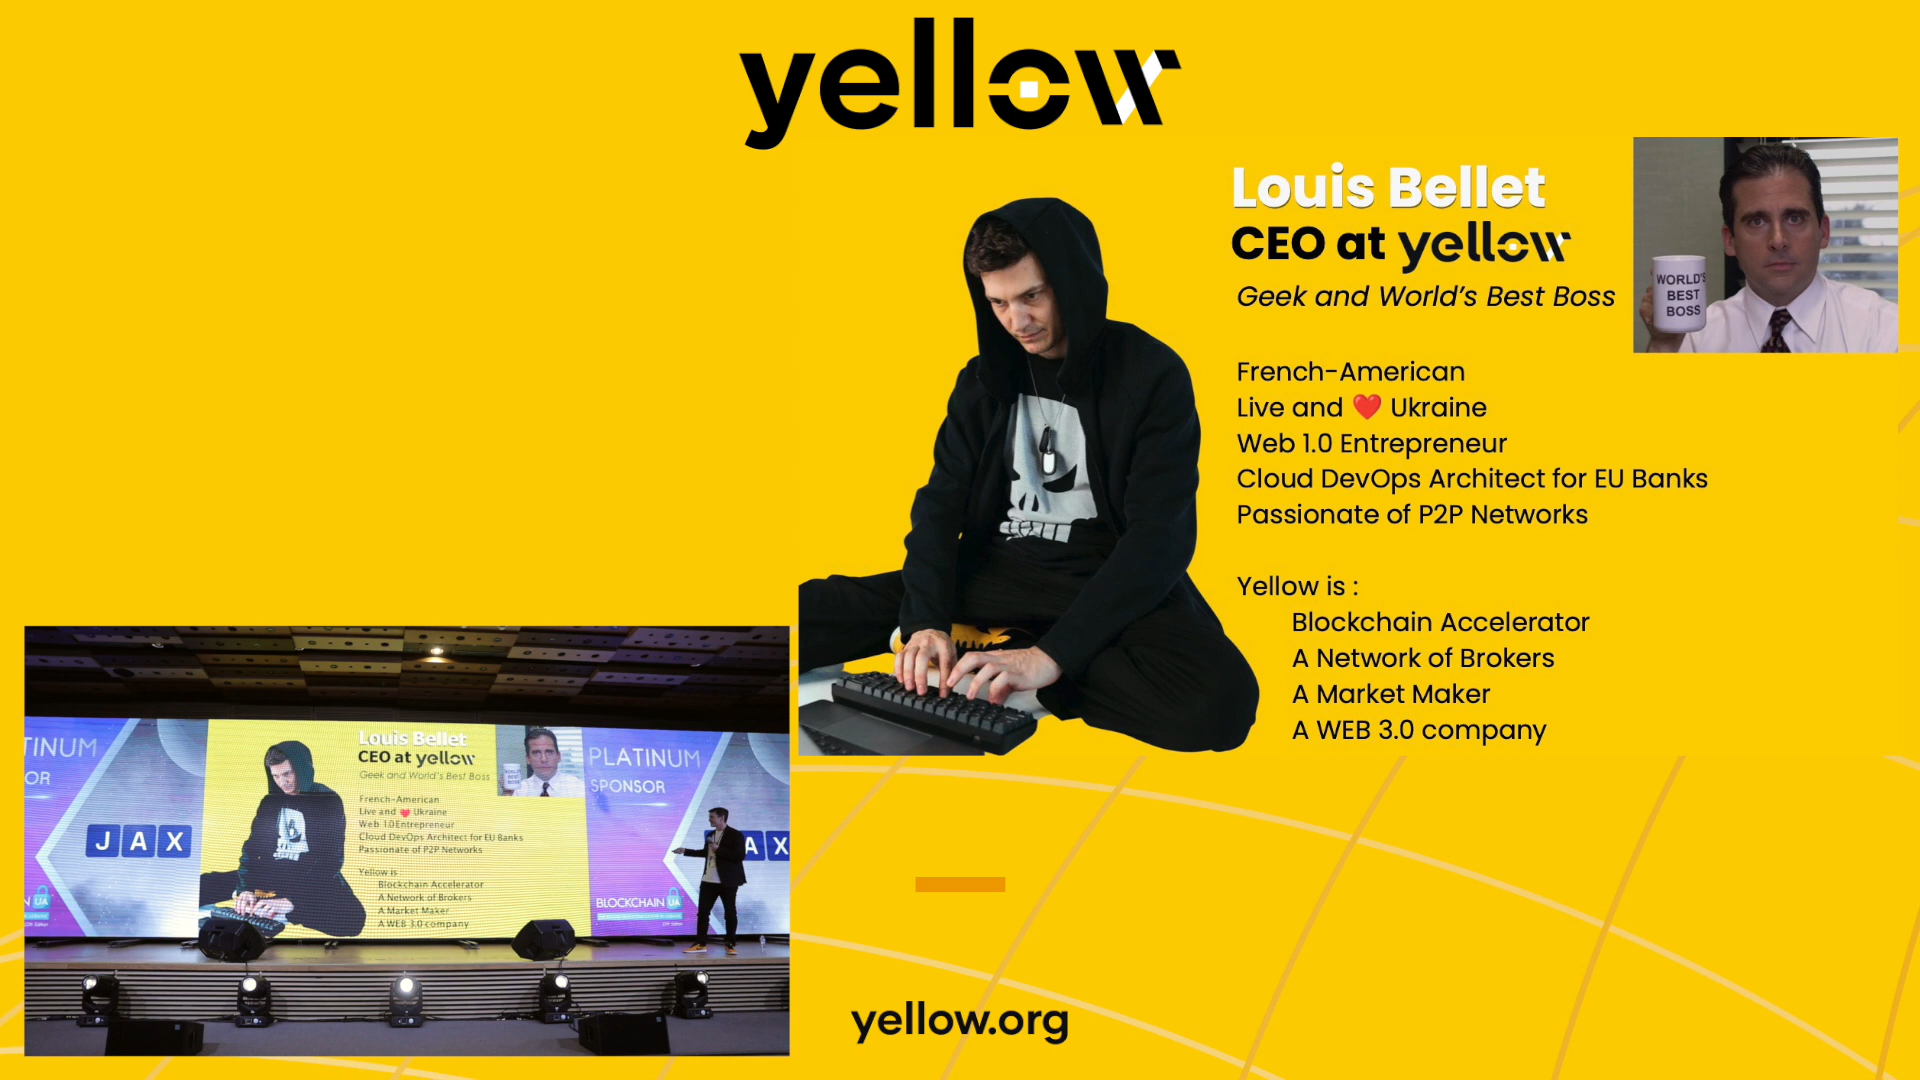 yellow
Louis Bellet
CEO at yellow
Geek and World's Best Boss
WORLD'S
BEST
BOSS
French-American
Live and ❤️ Ukraine
Web 1.0 Entrepreneur
Cloud DevOps Architect for EU Banks
Passionate of P2P Networks
Yellow is :
Blockchain Accelerator
A Network of Brokers
A Market Maker
A WEB 3.0 company
TINUM
OR
JAX
UA
Louis Bellet
CEO at yellow
Geek and World's Best Boss
French-American
Live and ❤️ Ukraine
Web 1.0 Entrepreneur
Cloud DevOps Architect for EU Banks
Passionate of P2P Networks
Yellow is :
Blockchain Accelerator
A Network of Brokers
A Market Maker
A WEB 3.0 company
PLATINUM
SPONSOR
AX
BLOCKCHAIN UA
yellow.org